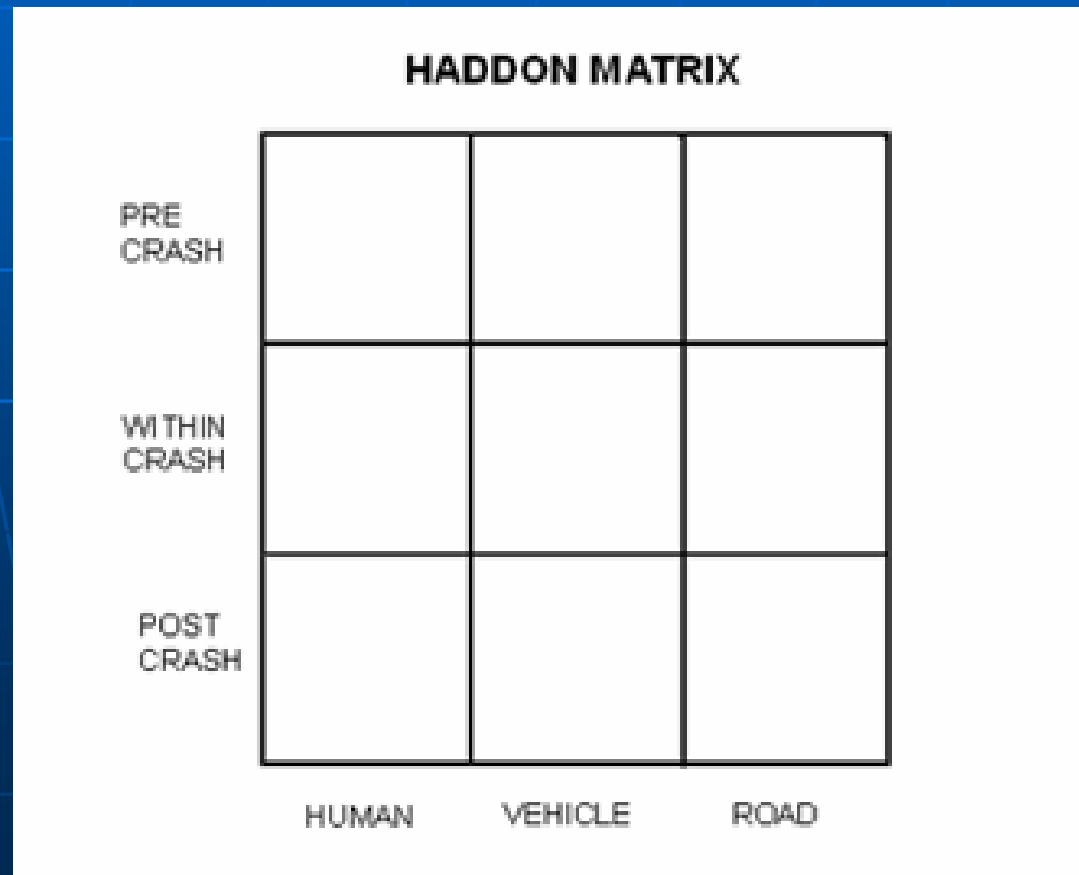 HADDON MATRIX
PRE
CRASH
WITHIN
CRASH
POST
CRASH
HUMAN VEHICLE ROAD